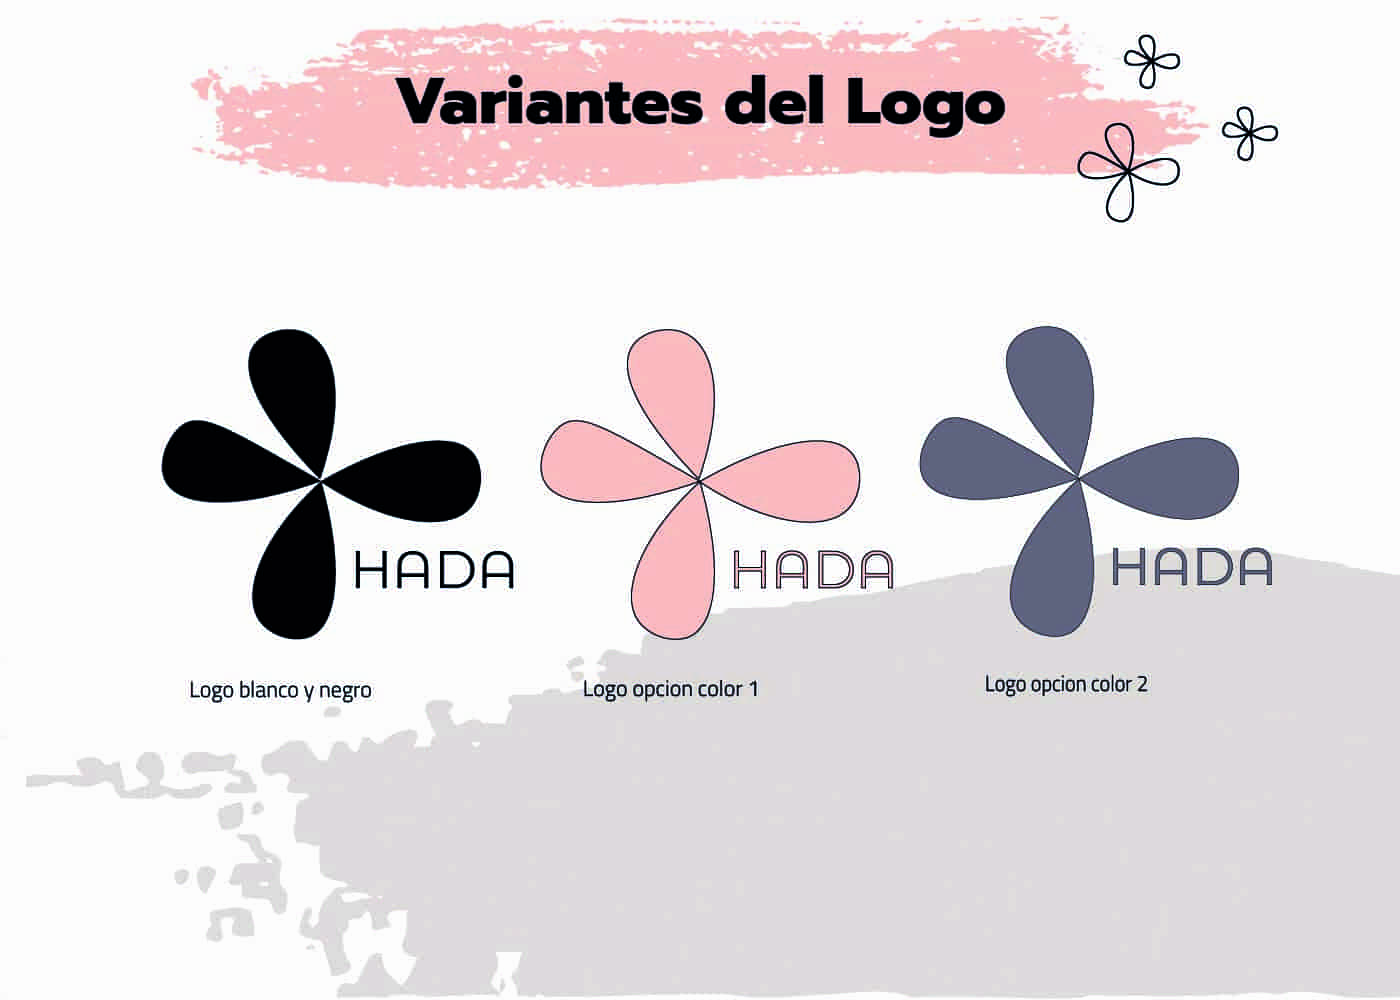 Variantes del Logo
HADA
HADA
HADA
Logo blanco y negro
Logo opcion color 1
Logo opcion color 2